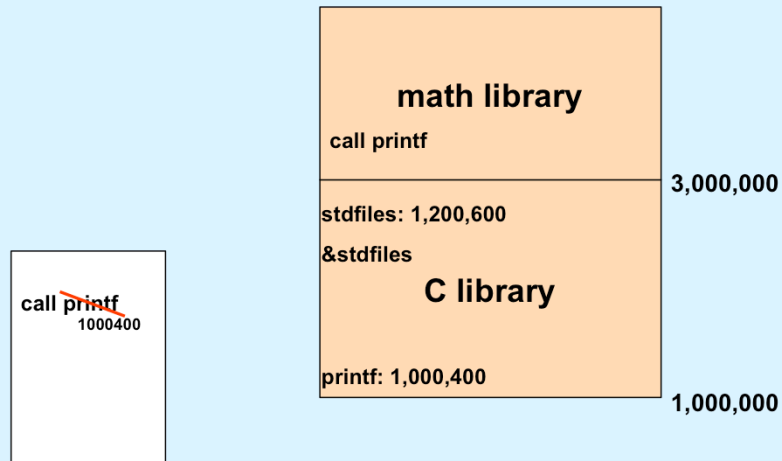 math library
call printf
3,000,000
stdfiles: 1,200,600
&stdfiles
C library
call printf
1000400
printf: 1,000,400
1,000,000